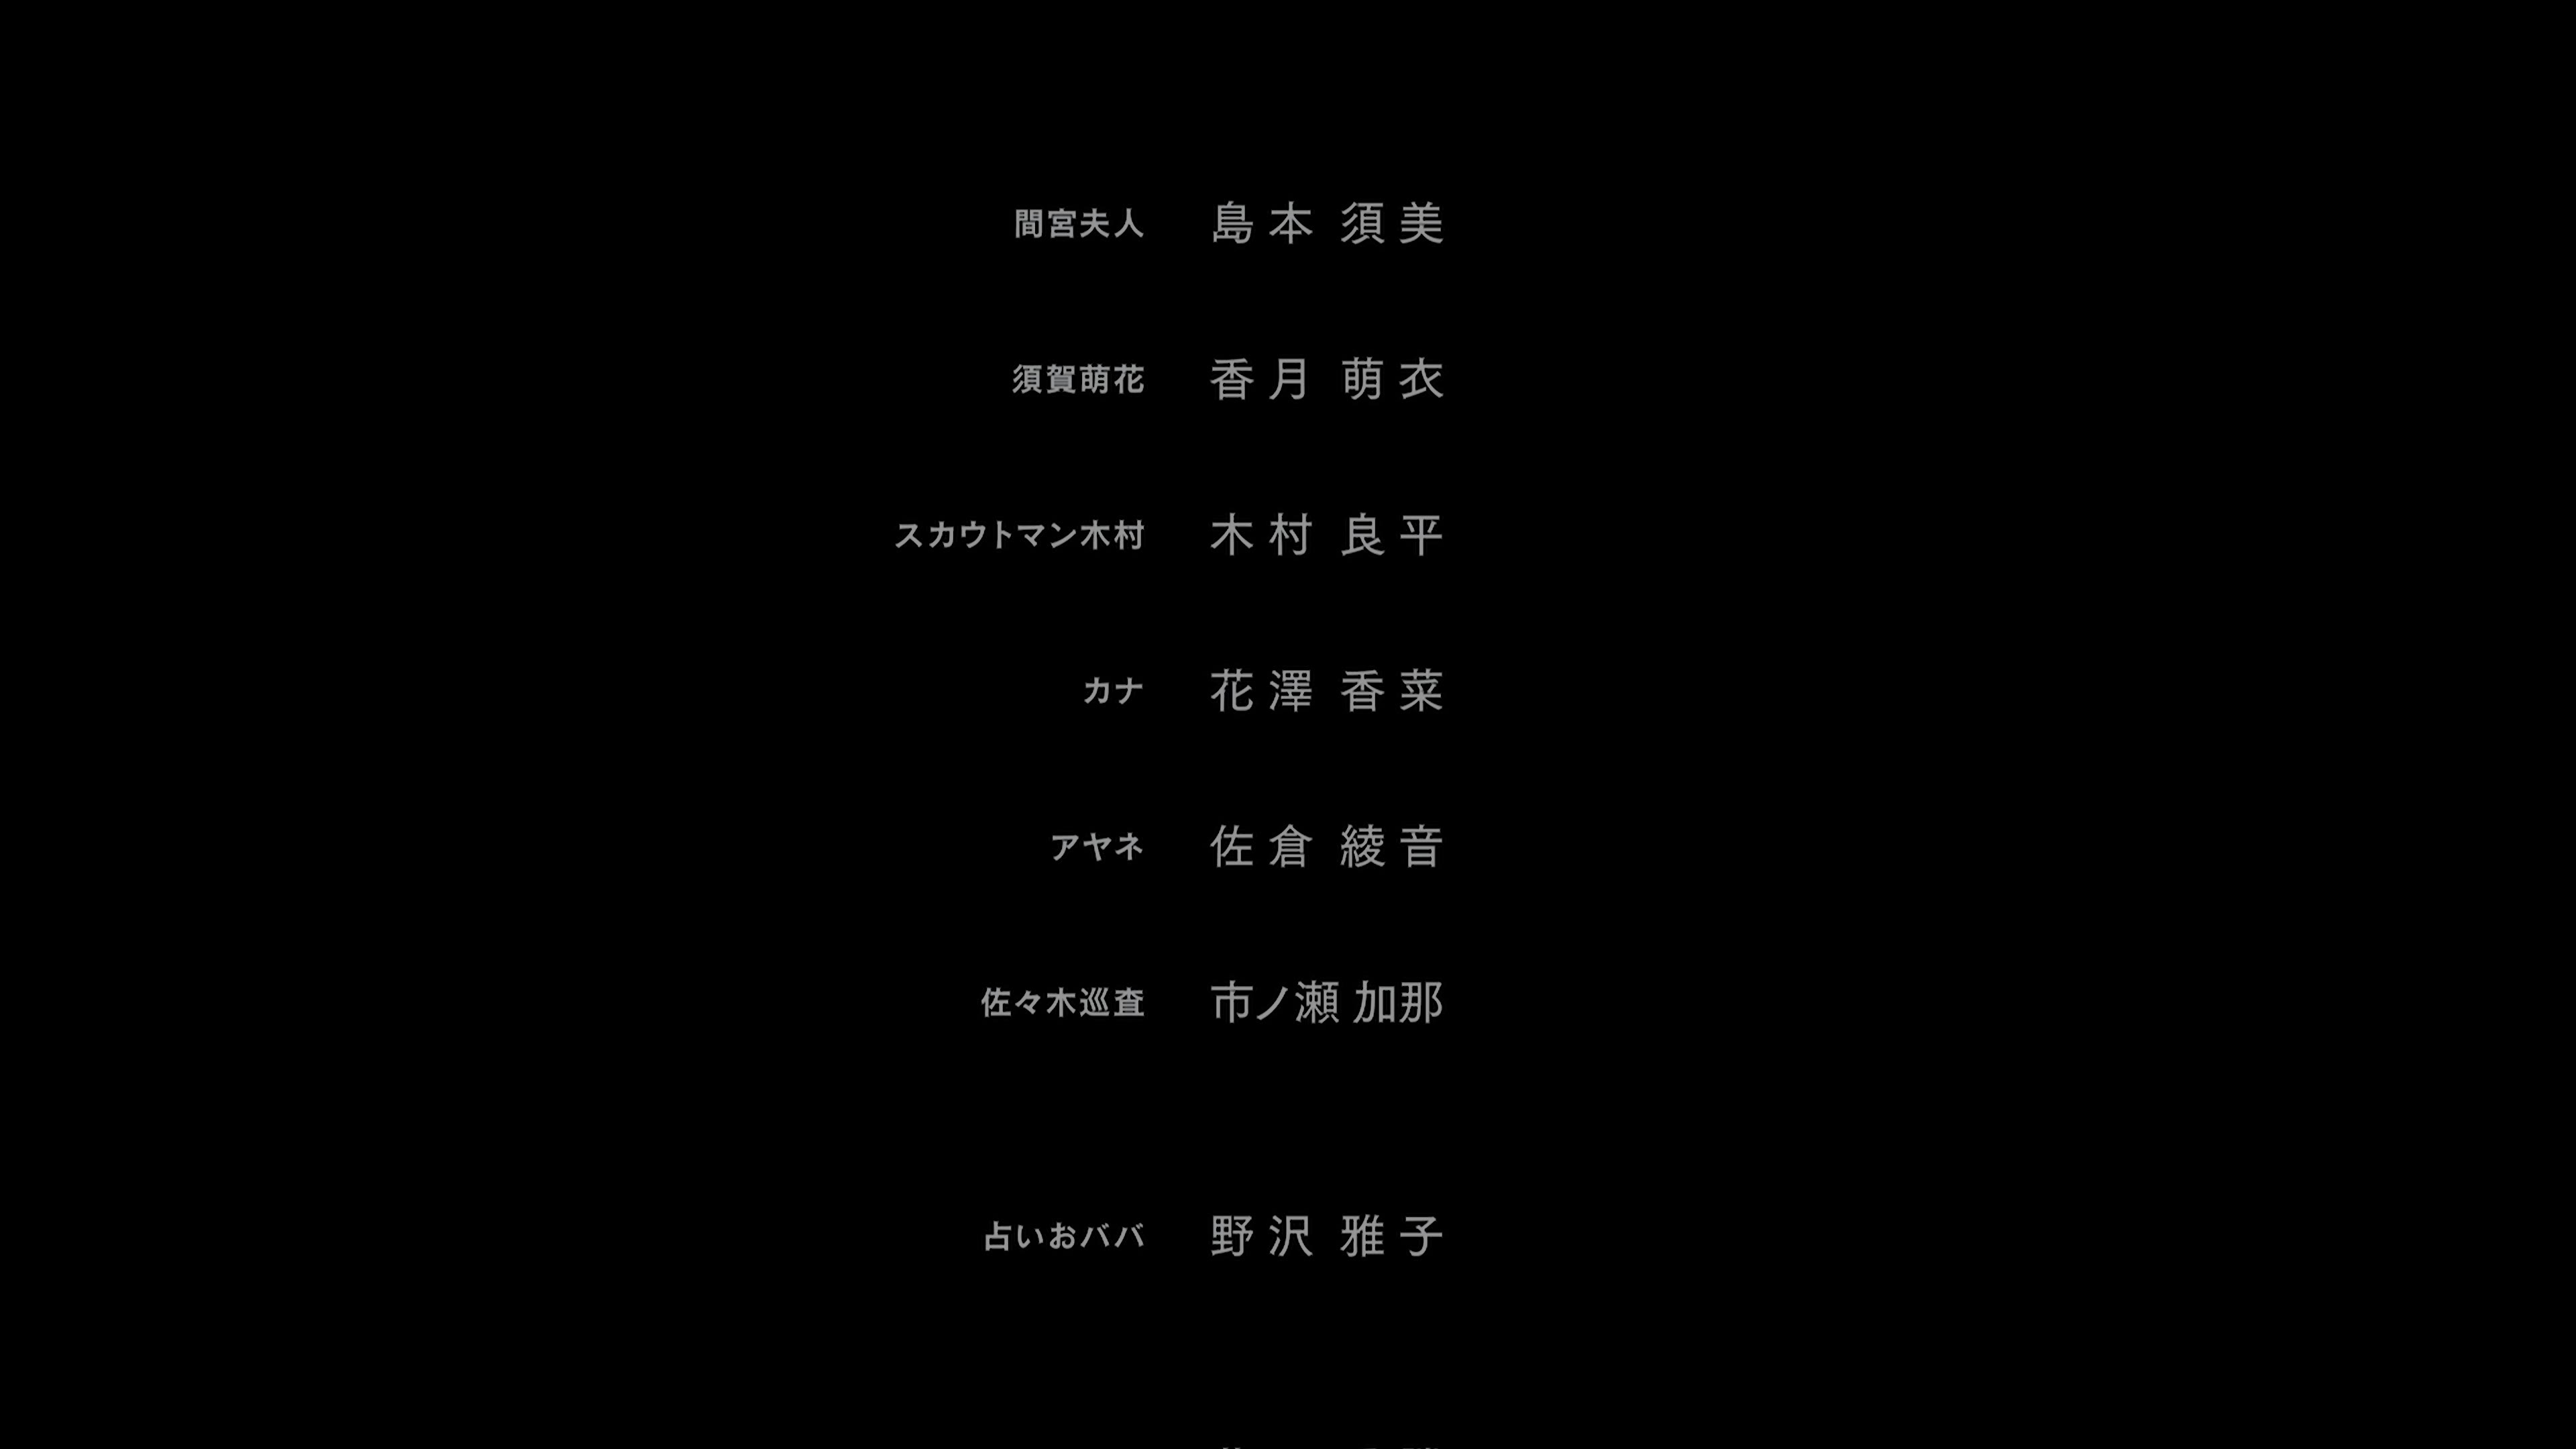 間宮夫人 島本 須美
須賀萌花 香月 萌衣
スカウトマン木村 木村 良平
カナ 花澤 香菜
アヤネ 佐倉 綾音
佐々木巡査 市ノ瀬 加那
占いおババ 野沢 雅子